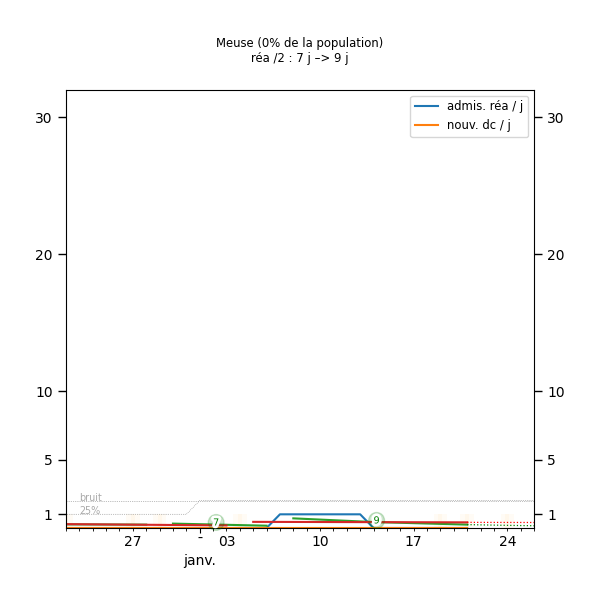 Meuse (0% de la population)
réa /2 : 7 j –> 9 j
admis. réa / j
nouv. dc / j
30 30
20 20
10 10
5 5
bruit
25%
1 1
7 9
27 - 03 10 17 24
janv.